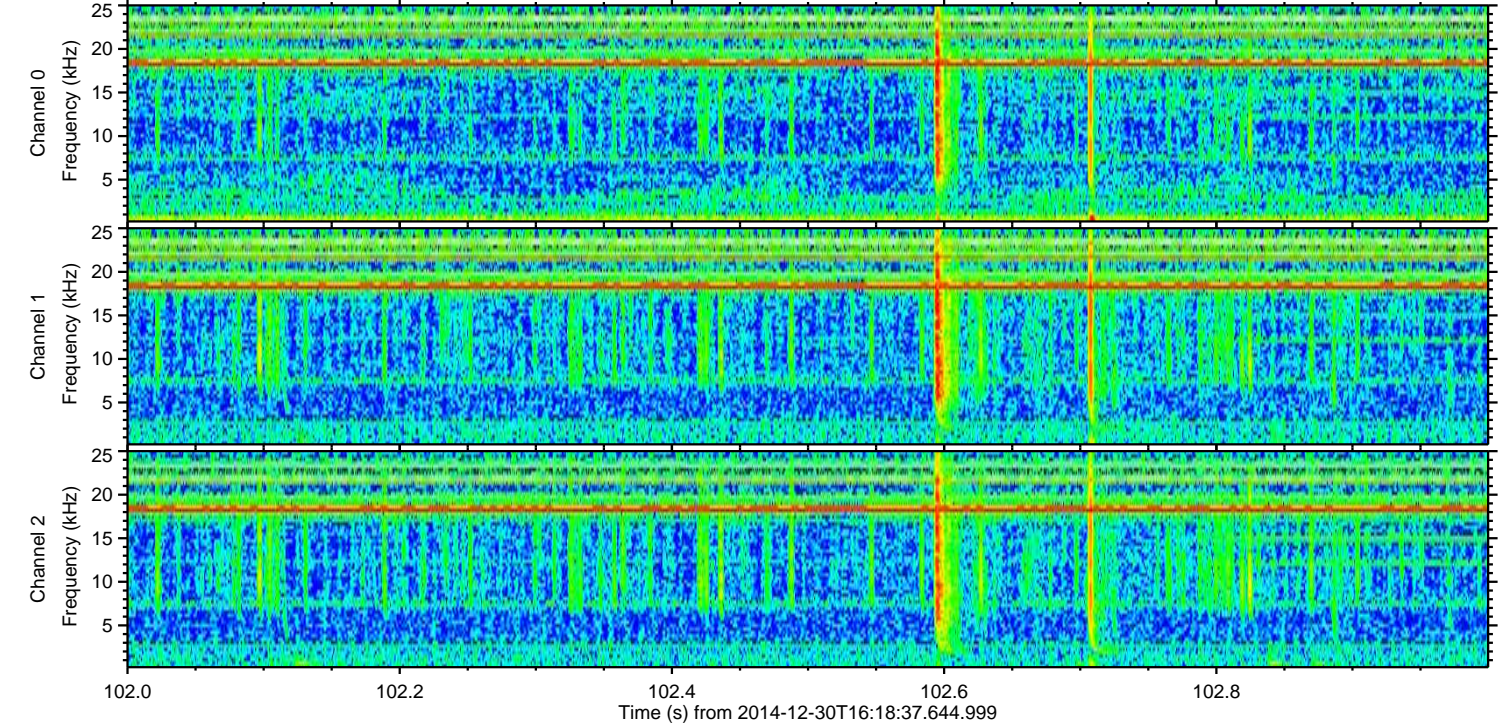 Channel 0
Frequency (kHz)
25
20
15
10
5
Channel 1
Frequency (kHz)
25
20
15
10
5
Channel 2
Frequency (kHz)
25
20
15
10
5
102.0 102.2 102.4 102.6 102.8
Time (s) from 2014-12-30T16:18:37.644.999